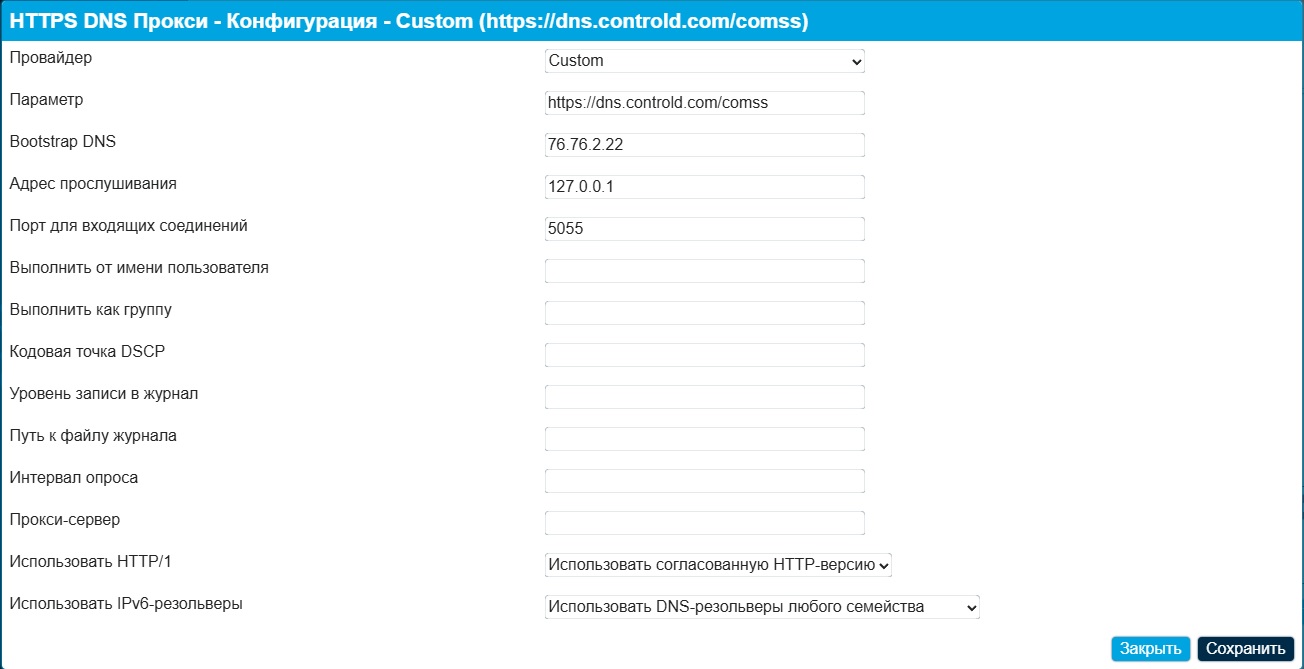 HTTPS DNS Прокси - Конфигурация - Custom (https://dns.controld.com/comss)
Провайдер Custom
Параметр https://dns.controld.com/comss
Bootstrap DNS 76.76.2.22
Адрес прослушивания 127.0.0.1
Порт для входящих соединений 5055
Выполнить от имени пользователя
Выполнить как группу
Кодовая точка DSCP
Уровень записи в журнал
Путь к файлу журнала
Интервал опроса
Прокси-сервер
Использовать HTTP/1 Использовать согласованную HTTP-версию
Использовать IPv6-резольверы Использовать DNS-резольверы любого семейства
Закрыть Сохранить